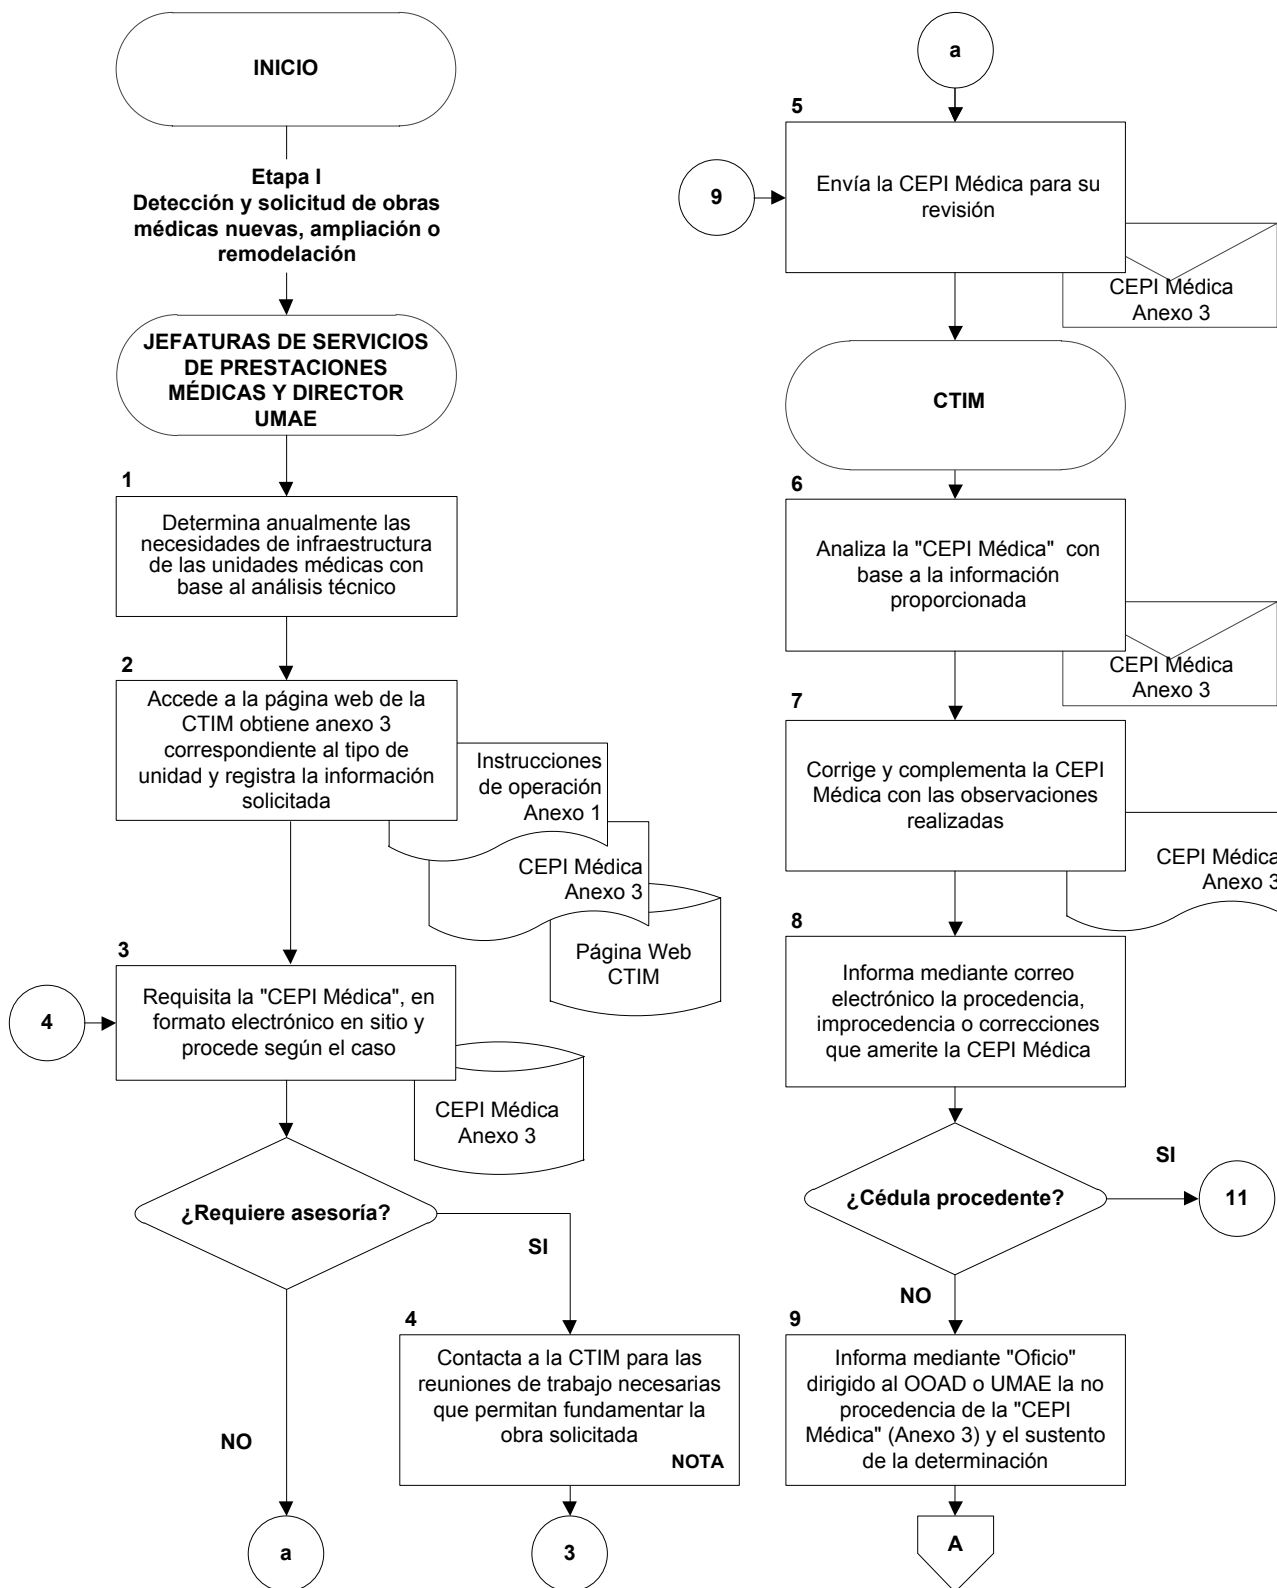 INICIO
Etapa I
Detección y solicitud de obras
médicas nuevas, ampliación o
remodelación
JEFATURAS DE SERVICIOS
DE PRESTACIONES
MÉDICAS Y DIRECTOR
UMAE
1
Determina anualmente las
necesidades de infraestructura
de las unidades médicas con
base al análisis técnico
2
Accede a la página web de la
CTIM obtiene anexo 3
correspondiente al tipo de
unidad y registra la información
solicitada
Instrucciones
de operación
Anexo 1
CEPI Médica
Anexo 3
Página Web
CTIM
3
4
Requisita la "CEPI Médica", en
formato electrónico en sitio y
procede según el caso
CEPI Médica
Anexo 3
¿Requiere asesoría?
SI
NO
4
Contacta a la CTIM para las
reuniones de trabajo necesarias
que permitan fundamentar la
obra solicitada
NOTA
a
3
a
5
9
Envía la CEPI Médica para su
revisión
CEPI Médica
Anexo 3
CTIM
6
Analiza la "CEPI Médica" con
base a la información
proporcionada
CEPI Médica
Anexo 3
7
Corrige y complementa la CEPI
Médica con las observaciones
realizadas
CEPI Médica
Anexo 3
8
Informa mediante correo
electrónico la procedencia,
improcedencia o correcciones
que amerite la CEPI Médica
¿Cédula procedente?
SI
11
NO
9
Informa mediante "Oficio"
dirigido al OOAD o UMAE la no
procedencia de la "CEPI
Médica" (Anexo 3) y el sustento
de la determinación
A